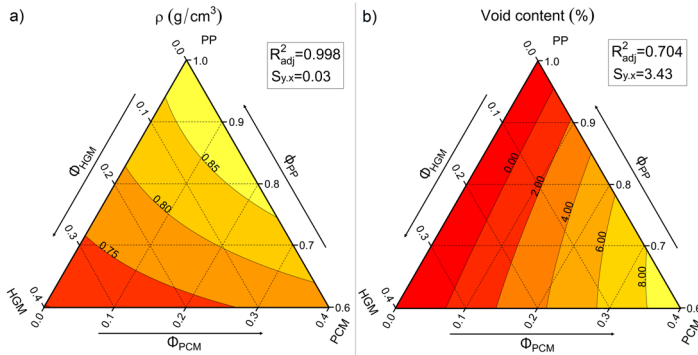 a)
ρ (g/cm³)
PP
0.0
1.0
R²adj=0.998
Sy.x=0.03
0.1
0.9
ΦHGM
ϕPP
0.85
0.2
0.8
0.80
0.3
0.7
0.75
HGM
0.4
0.6
0.0
0.1
0.2
0.3
0.4
PCM
ΦPCM
b)
Void content (%)
PP
0.0
1.0
R²adj=0.704
Sy.x=3.43
0.1
0.9
ΦHGM
ϕPP
0.00
0.2
0.8
2.00
4.00
0.3
0.7
6.00
8.00
HGM
0.4
0.6
0.0
0.1
0.2
0.3
0.4
PCM
ΦPCM